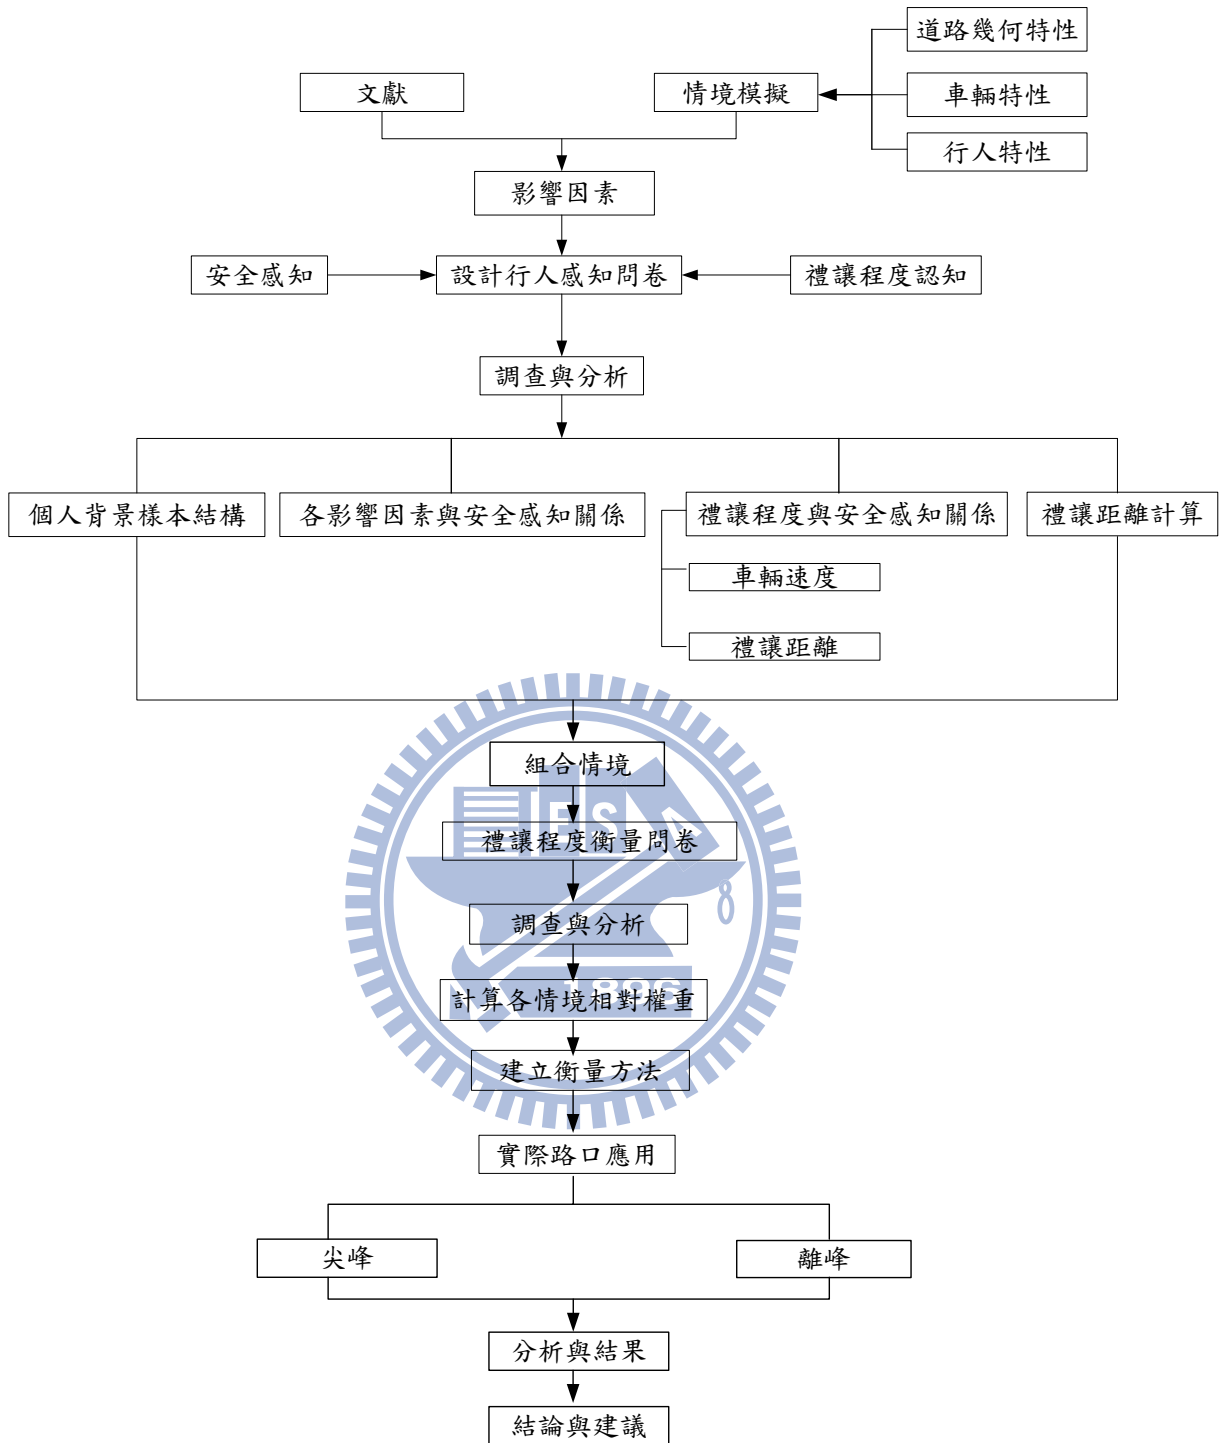 道路幾何特性
文獻
情境模擬
車輛特性
行人特性
影響因素
安全感知
設計行人感知問卷
禮讓程度認知
調查與分析
個人背景樣本結構
各影響因素與安全感知關係
禮讓程度與安全感知關係
禮讓距離計算
車輛速度
禮讓距離
組合情境
ES
禮讓程度衡量問卷
調查與分析
1896
計算各情境相對權重
建立衡量方法
實際路口應用
尖峰
離峰
分析與結果
結論與建議